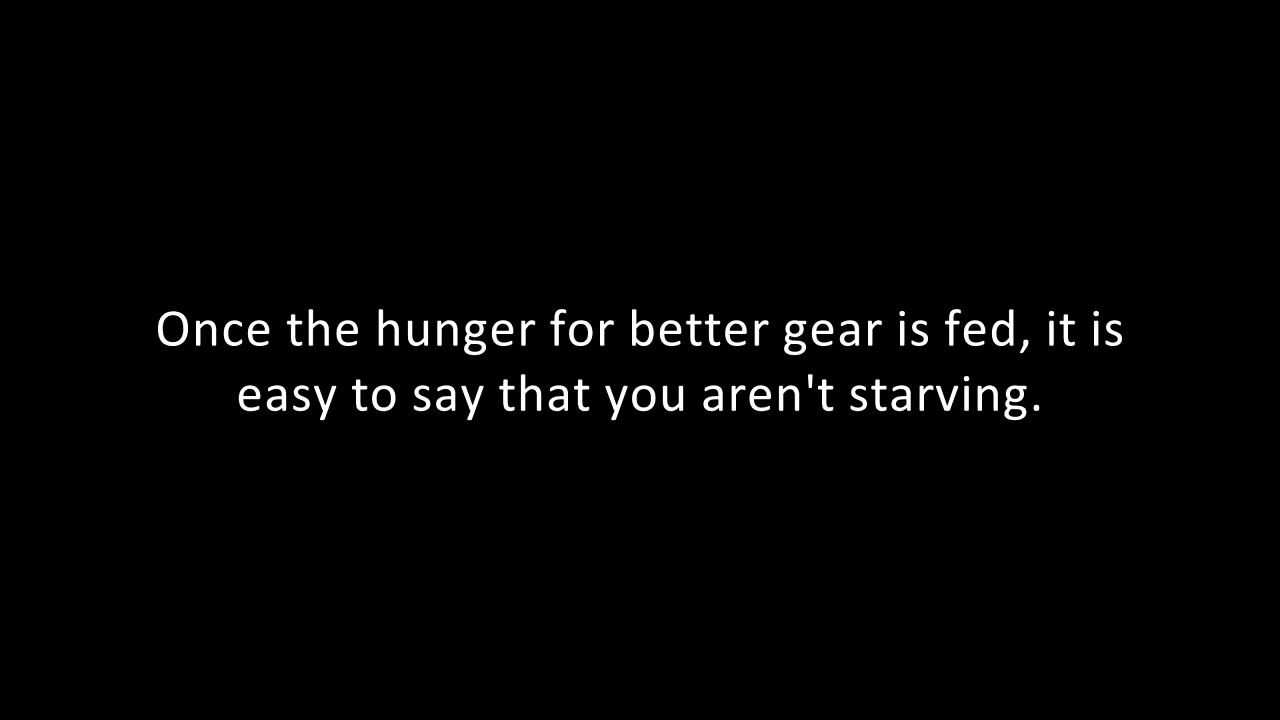 Once the hunger for better gear is fed, it is
easy to say that you aren't starving.